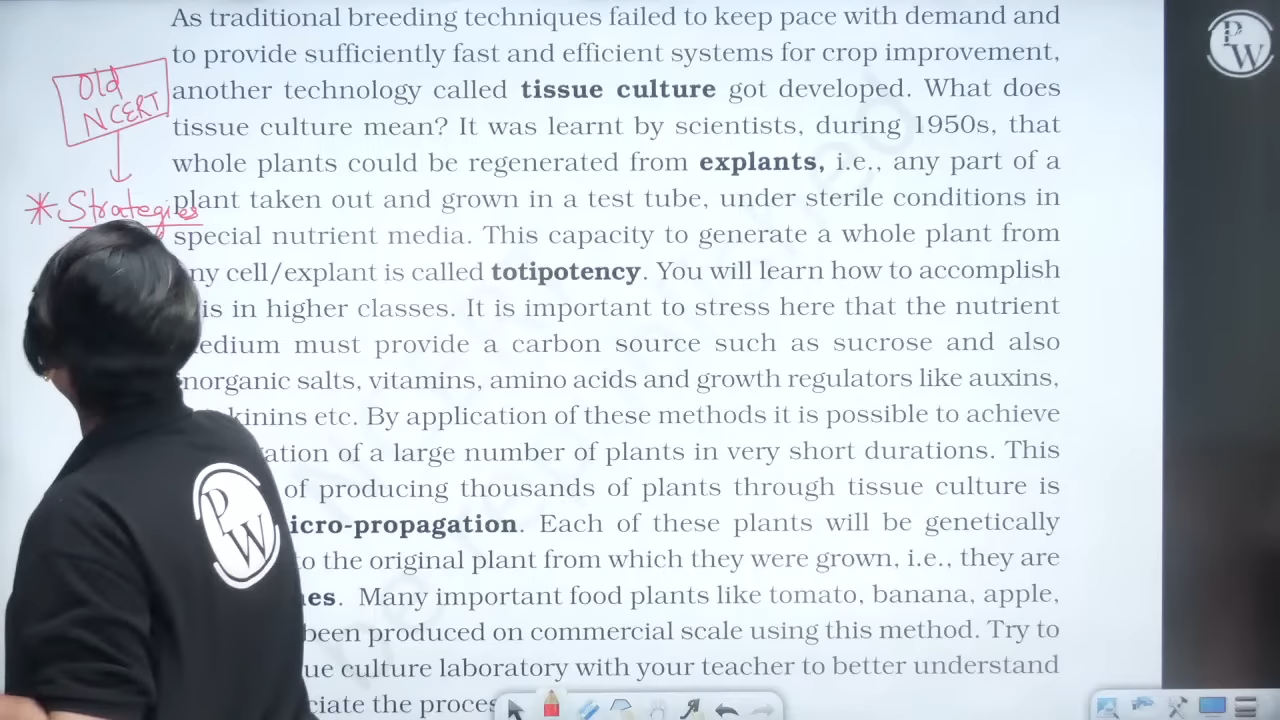 As traditional breeding techniques failed to keep pace with demand and
to provide sufficiently fast and efficient systems for crop improvement,
another technology called tissue culture got developed. What does
tissue culture mean? It was learnt by scientists, during 1950s, that
whole plants could be regenerated from explants, i.e., any part of a
plant taken out and grown in a test tube, under sterile conditions in
special nutrient media. This capacity to generate a whole plant from
ny cell/explant is called totipotency. You will learn how to accomplish
is in higher classes. It is important to stress here that the nutrient
edium must provide a carbon source such as sucrose and also
norganic salts, vitamins, amino acids and growth regulators like auxins,
kinins etc. By application of these methods it is possible to achieve
ation of a large number of plants in very short durations. This
of producing thousands of plants through tissue culture is
icro-propagation. Each of these plants will be genetically
o the original plant from which they were grown, i.e., they are
es. Many important food plants like tomato, banana, apple,
been produced on commercial scale using this method. Try to
ue culture laboratory with your teacher to better understand
ciate the proces
Old
NCERT
* Strategies
PW
PW